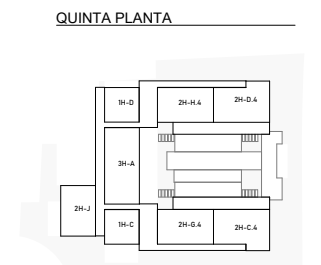 QUINTA PLANTA
1H-D
2H-H.4
2H-D.4
3H-A
2H-J
1H-C
2H-G.4
2H-C.4